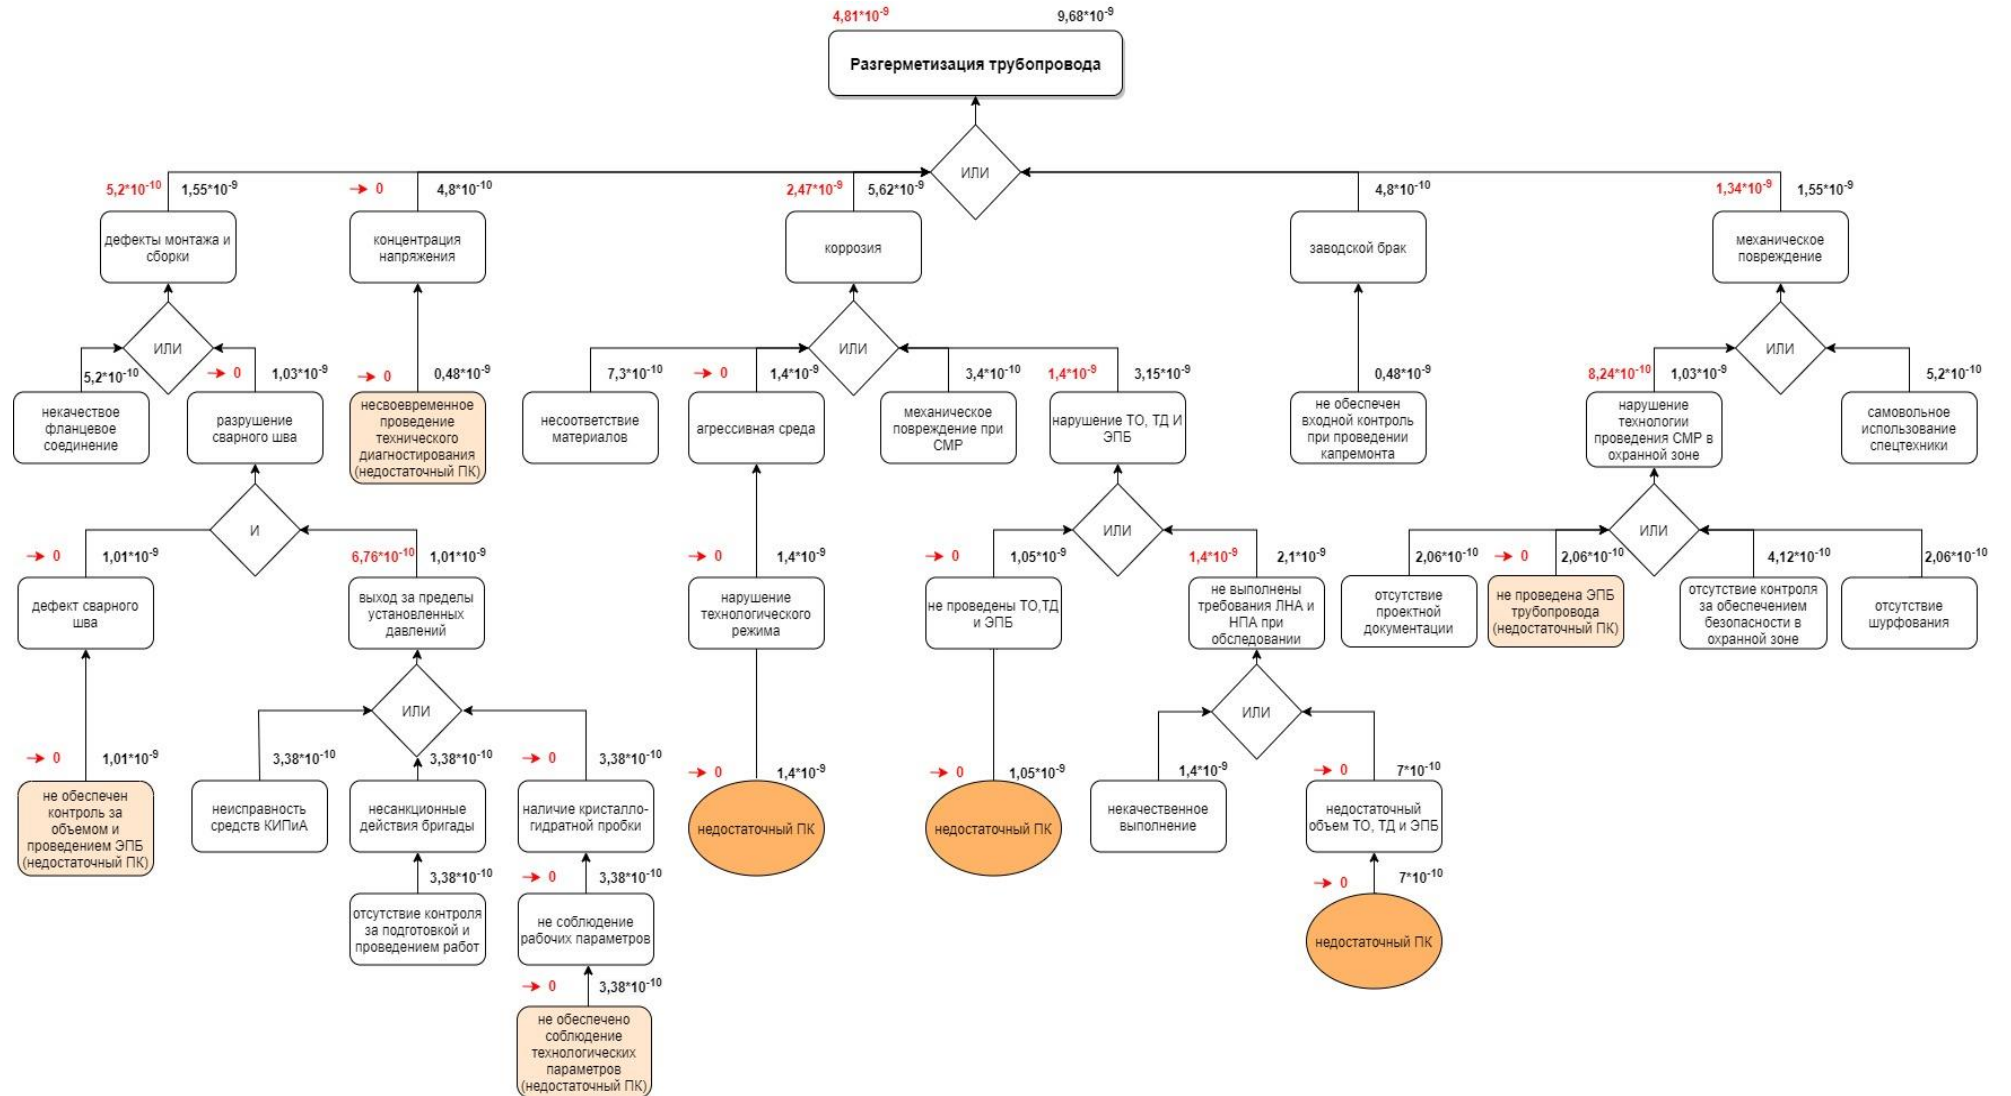 4,81*10⁻⁹
9,68*10⁻⁹
Разгерметизация трубопровода
ИЛИ
5,2*10⁻¹⁰
1,55*10⁻⁹
→ 0
4,8*10⁻¹⁰
2,47*10⁻⁹
5,62*10⁻⁹
4,8*10⁻¹⁰
1,34*10⁻⁹
1,55*10⁻⁹
дефекты монтажа и
сборки
концентрация
напряжения
коррозия
заводской брак
механическое
повреждение
ИЛИ
ИЛИ
ИЛИ
5,2*10⁻¹⁰
→ 0
1,03*10⁻⁹
→ 0
0,48*10⁻⁹
7,3*10⁻¹⁰
→ 0
1,4*10⁻⁹
3,4*10⁻¹⁰
1,4*10⁻⁹
3,15*10⁻⁹
0,48*10⁻⁹
8,24*10⁻¹⁰
1,03*10⁻⁹
5,2*10⁻¹⁰
некачествое
фланцевое
соединение
разрушение
сварного шва
несвоевременное
проведение
технического
диагностирования
(недостаточный ПК)
несоответствие
материалов
агрессивная среда
механическое
повреждение при
СМР
нарушение ТО, ТД И
ЭПБ
не обеспечен
входной контроль
при проведении
капремонта
нарушение
технологии
проведения СМР в
охранной зоне
самовольное
использование
спецтехники
И
ИЛИ
ИЛИ
→ 0
1,01*10⁻⁹
6,76*10⁻¹⁰
1,01*10⁻⁹
→ 0
1,4*10⁻⁹
→ 0
1,05*10⁻⁹
1,4*10⁻⁹
2,1*10⁻⁹
2,06*10⁻¹⁰
→ 0
2,06*10⁻¹⁰
4,12*10⁻¹⁰
2,06*10⁻¹⁰
дефект сварного
шва
выход за пределы
установленных
давлений
нарушение
технологического
режима
не проведены ТО,ТД
и ЭПБ
не выполнены
требования ЛНА и
НПА при
обследовании
отсутствие
проектной
документации
не проведена ЭПБ
трубопровода
(недостаточный ПК)
отсутствие контроля
за обеспечением
безопасности в
охранной зоне
отсутствие
шурфования
ИЛИ
ИЛИ
→ 0
1,01*10⁻⁹
3,38*10⁻¹⁰
3,38*10⁻¹⁰
→ 0
3,38*10⁻¹⁰
→ 0
1,4*10⁻⁹
→ 0
1,05*10⁻⁹
1,4*10⁻⁹
→ 0
7*10⁻¹⁰
не обеспечен
контроль за
объемом и
проведением ЭПБ
(недостаточный ПК)
неисправность
средств КИПиА
несанкционные
действия бригады
наличие кристалло-
гидратной пробки
недостаточный ПК
недостаточный ПК
некачественное
выполнение
недостаточный
объем ТО, ТД и ЭПБ
3,38*10⁻¹⁰
→ 0
3,38*10⁻¹⁰
→ 0
7*10⁻¹⁰
отсутствие контроля
за подготовкой и
проведением работ
не соблюдение
рабочих параметров
недостаточный ПК
→ 0
3,38*10⁻¹⁰
не обеспечено
соблюдение
технологических
параметров
(недостаточный ПК)